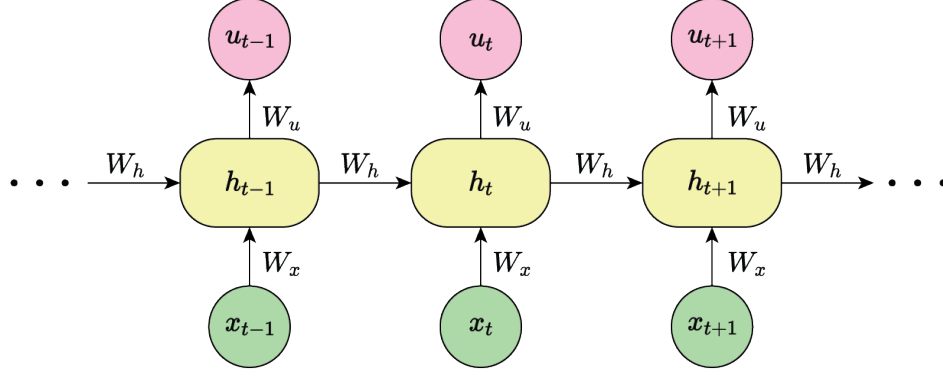 u_{t−1} u_t u_{t+1}
W_u W_u W_u
W_h W_h W_h W_h
• • • h_{t−1} h_t h_{t+1} • • •
W_x W_x W_x
x_{t−1} x_t x_{t+1}